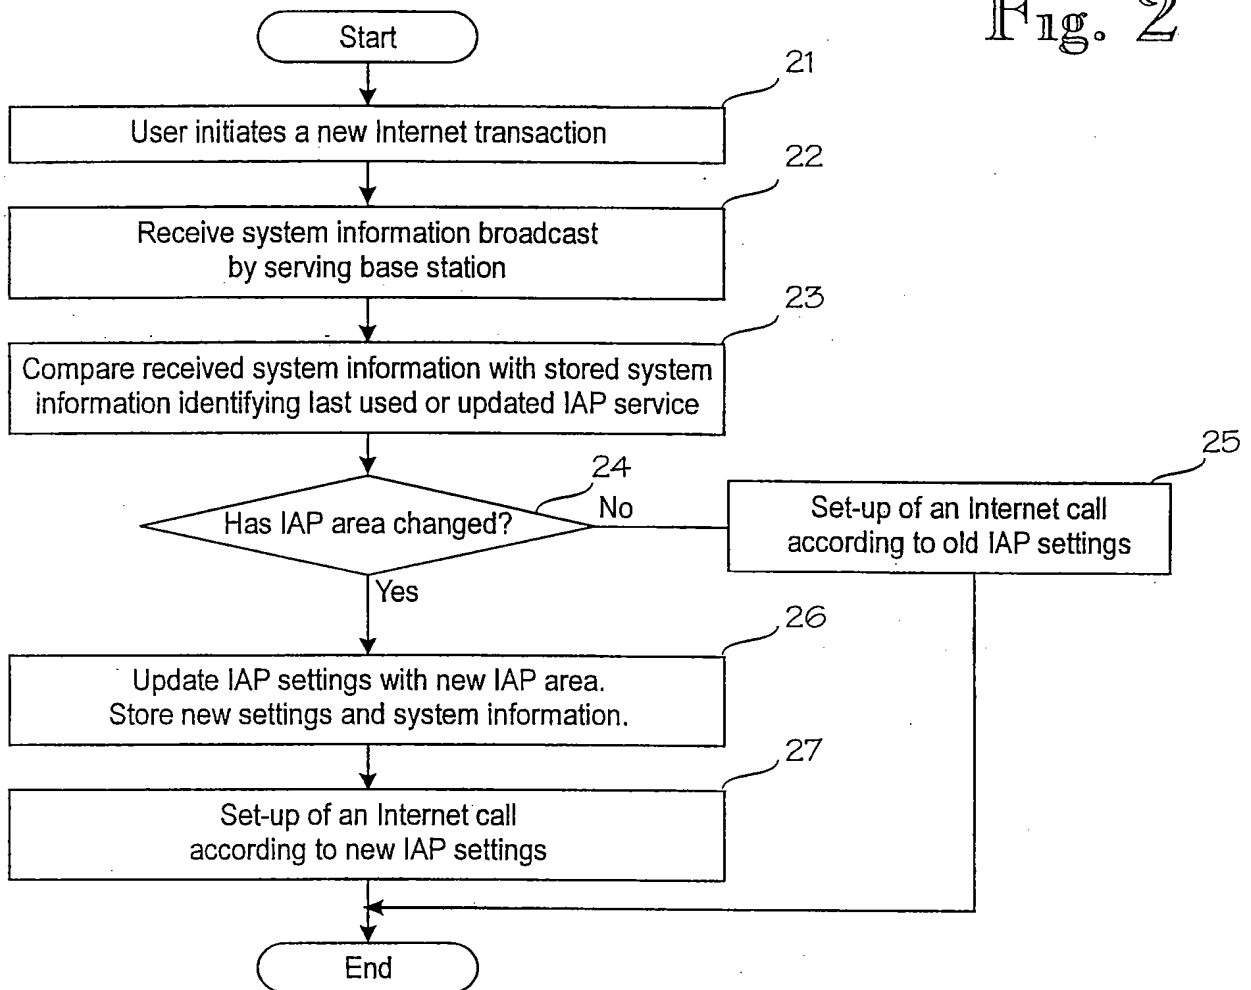 Fig. 2
Start
21
User initiates a new Internet transaction
22
Receive system information broadcast
by serving base station
23
Compare received system information with stored system
information identifying last used or updated IAP service
24
Has IAP area changed?
No
25
Set-up of an Internet call
according to old IAP settings
Yes
26
Update IAP settings with new IAP area.
Store new settings and system information.
27
Set-up of an Internet call
according to new IAP settings
End